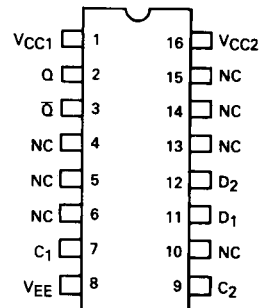 VCC1 1 16 VCC2
Q 2 15 NC
Q̅ 3 14 NC
NC 4 13 NC
NC 5 12 D2
NC 6 11 D1
C1 7 10 NC
VEE 8 9 C2